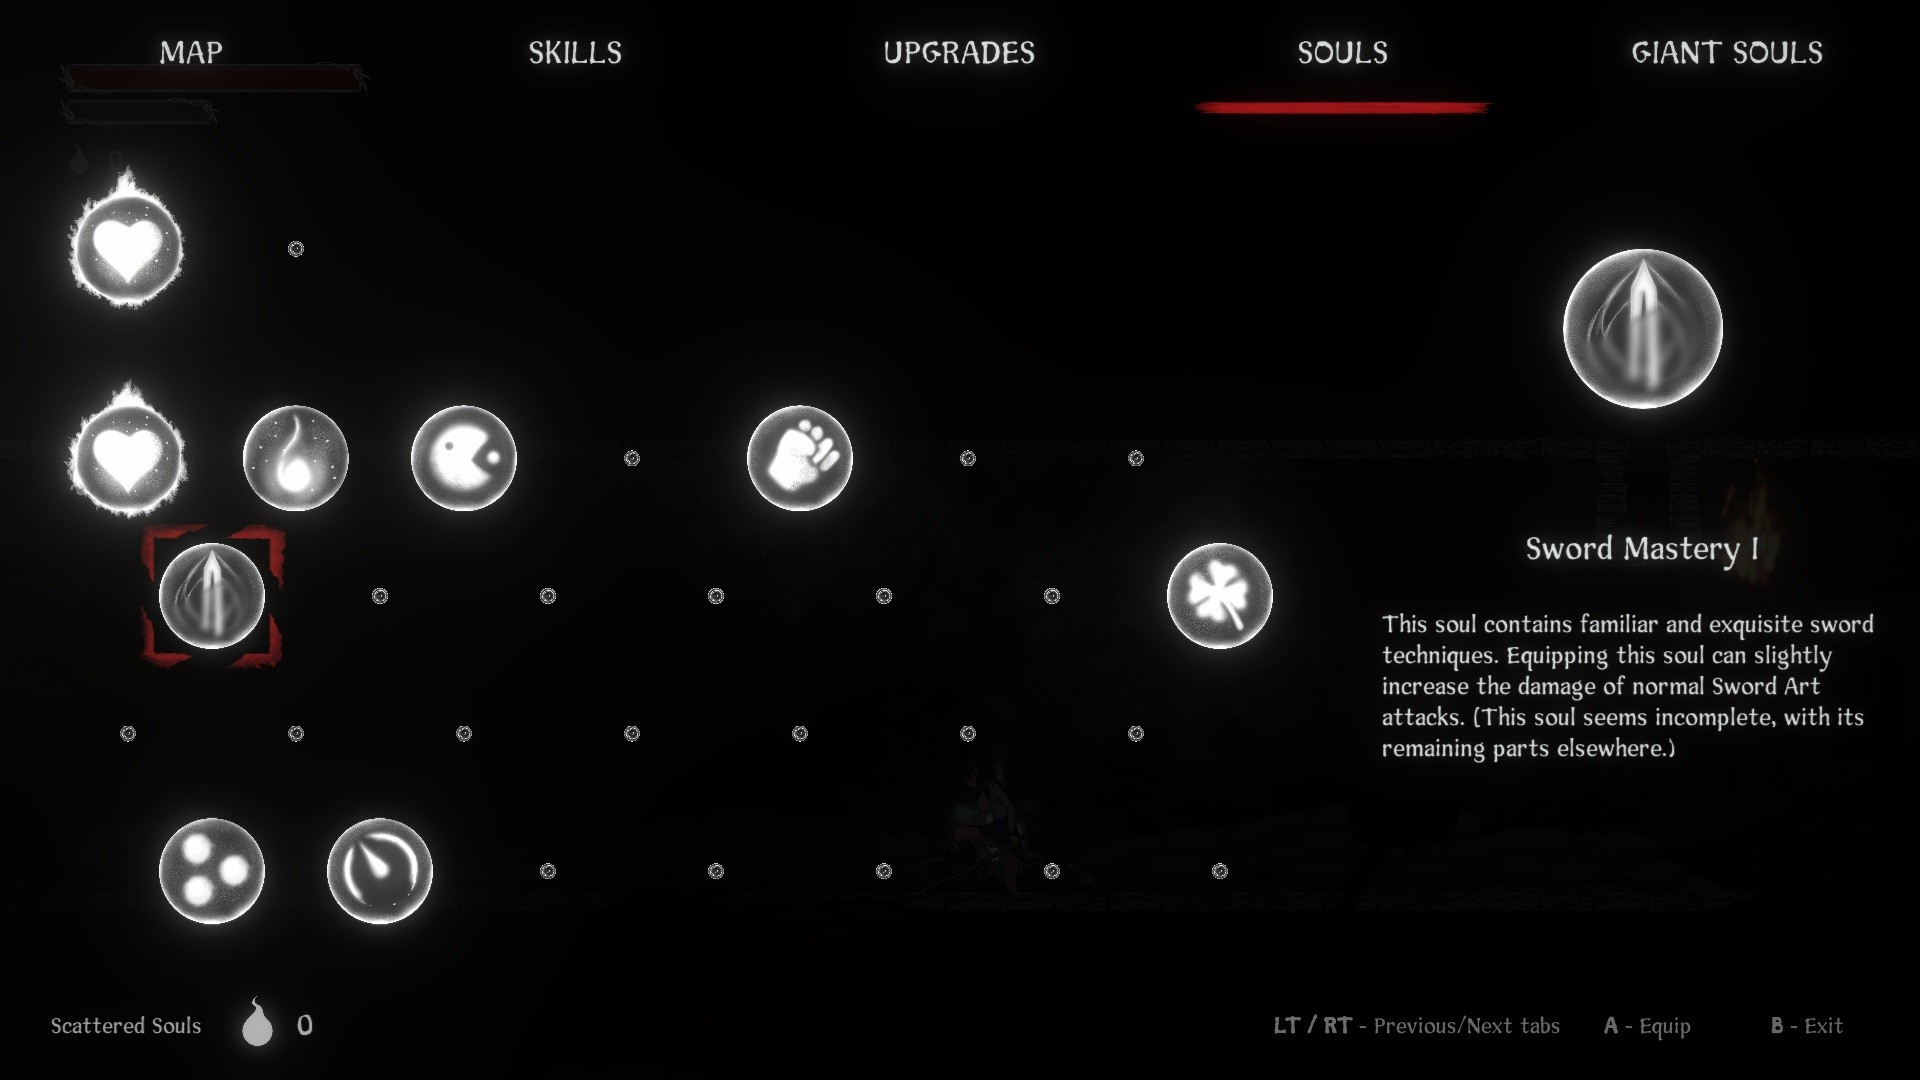 MAP
SKILLS
UPGRADES
SOULS
GIANT SOULS
0
Sword Mastery I
This soul contains familiar and exquisite sword
techniques. Equipping this soul can slightly
increase the damage of normal Sword Art
attacks. (This soul seems incomplete, with its
remaining parts elsewhere.)
Scattered Souls
0
LT / RT - Previous/Next tabs
A - Equip
B - Exit